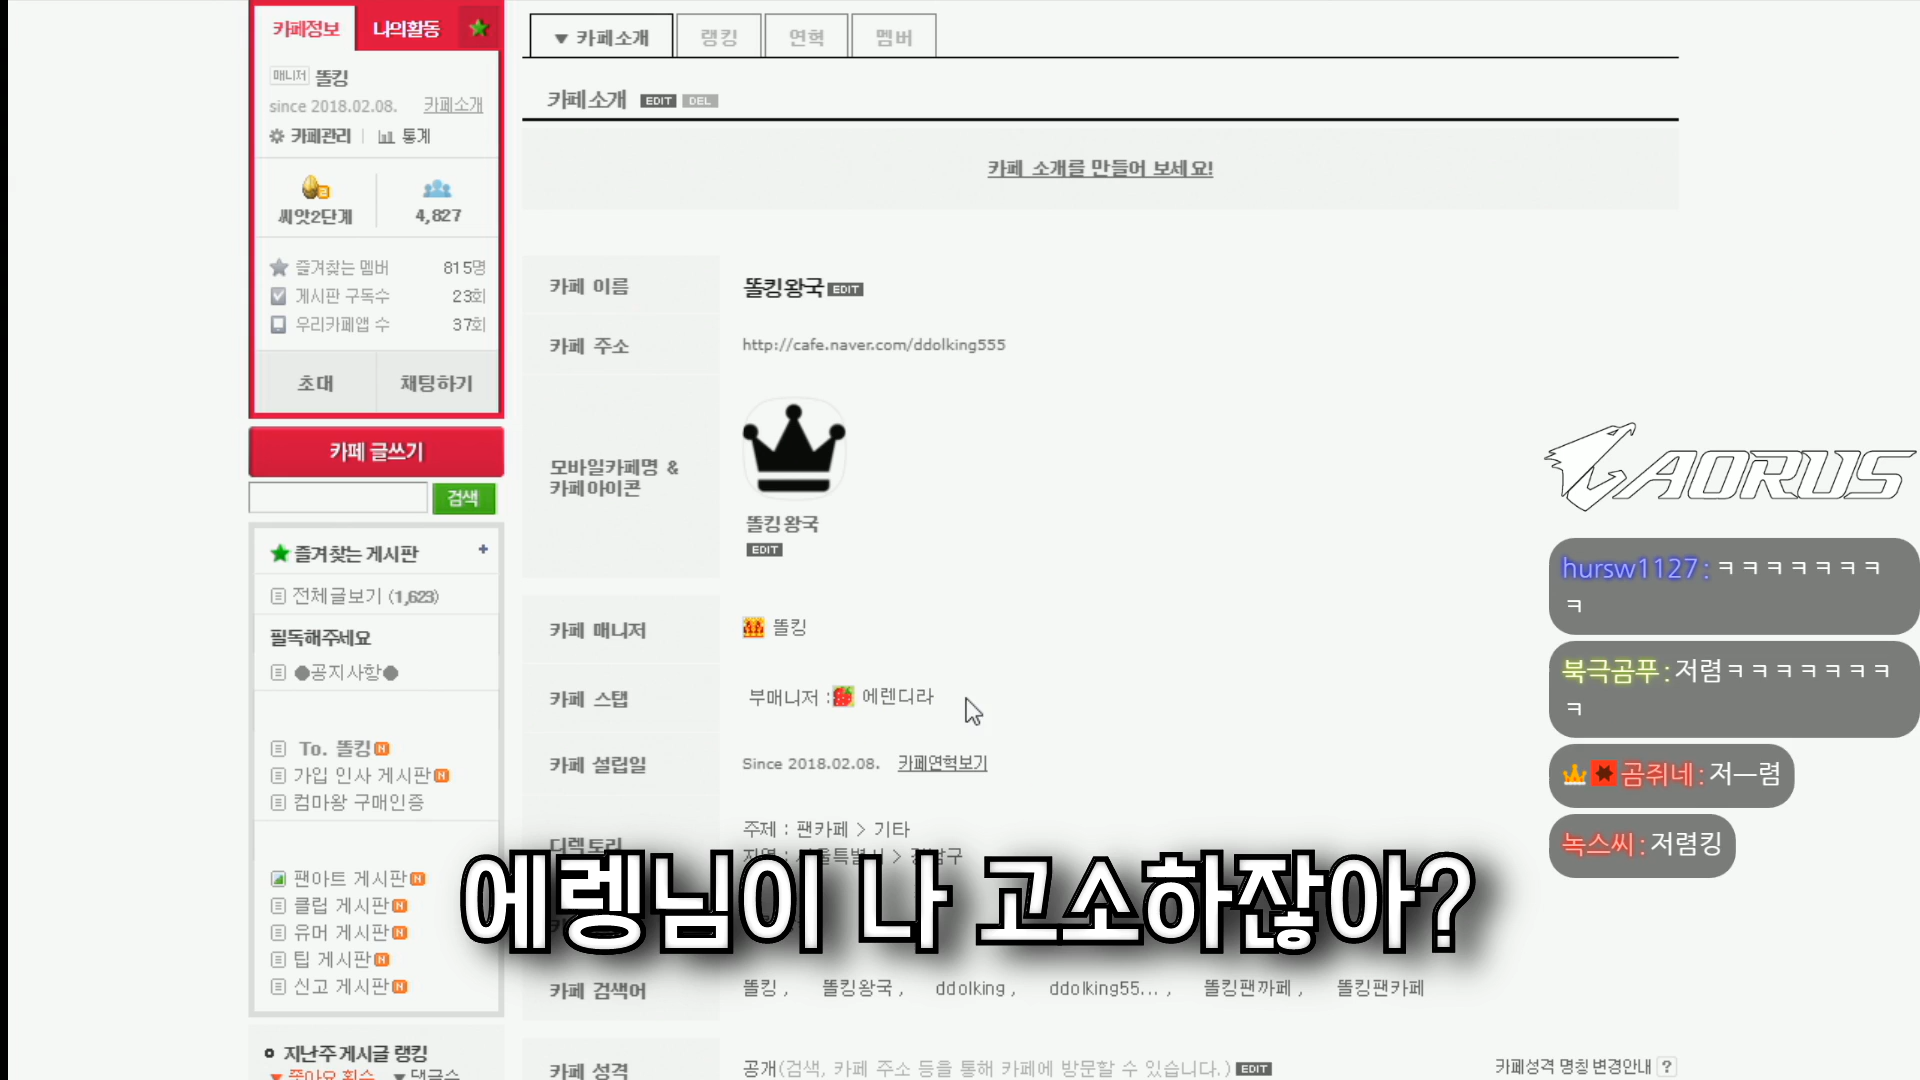 카페정보 나의활동
매니저 똘킹
since 2018.02.08. 카페소개
카페관리 통계
씨앗2단계 4,827
즐겨찾는 멤버 815명
게시판 구독수 23회
우리카페앱 수 37회
초대 채팅하기
카페 글쓰기
검색
즐겨찾는 게시판 +
전체글보기 (1,623)
필독해주세요
●공지사항●
To. 똘킹 N
가입 인사 게시판 N
컴마왕 구매인증
팬아트 게시판 N
클립 게시판 N
유머 게시판 N
팁 게시판 N
신고 게시판 N
지난주 게시글 랭킹
▼ 좋아요 횟수 ▼ 댓글수
▼ 카페소개 랭킹 연혁 멤버
카페소개 EDIT DEL
카페 소개를 만들어 보세요!
카페 이름 똘킹왕국 EDIT
카페 주소 http://cafe.naver.com/ddolking555
모바일카페명 &
카페아이콘
똘킹왕국
EDIT
카페 매니저 똘킹
카페 스탭 부매니저 : 에렌디라
카페 설립일 Since 2018.02.08. 카페연혁보기
디렉토리 주제 : 팬카페 > 기타
에렝님이 나 고소하잖아?
카페 검색어 똘킹 , 똘킹왕국 , ddolking , ddolking55... , 똘킹팬까페 , 똘킹팬카페
카페 성격 공개(검색, 카페 주소 등을 통해 카페에 방문할 수 있습니다.) EDIT
카페성격 명칭 변경안내 ?
AORUS
hursw1127 : ㅋㅋㅋㅋㅋㅋㅋ
ㅋ
북극곰푸 : 저렴ㅋㅋㅋㅋㅋㅋㅋ
ㅋ
곰쥐네 : 저—렴
녹스씨 : 저렴킹